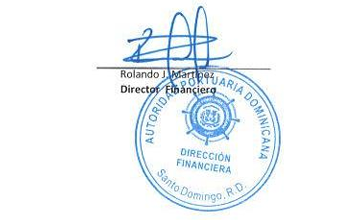 Rolando J. Martínez
Director Financiero
AUTORIDAD PORTUARIA DOMINICANA
DIRECCIÓN
FINANCIERA
Santo Domingo, R.D.